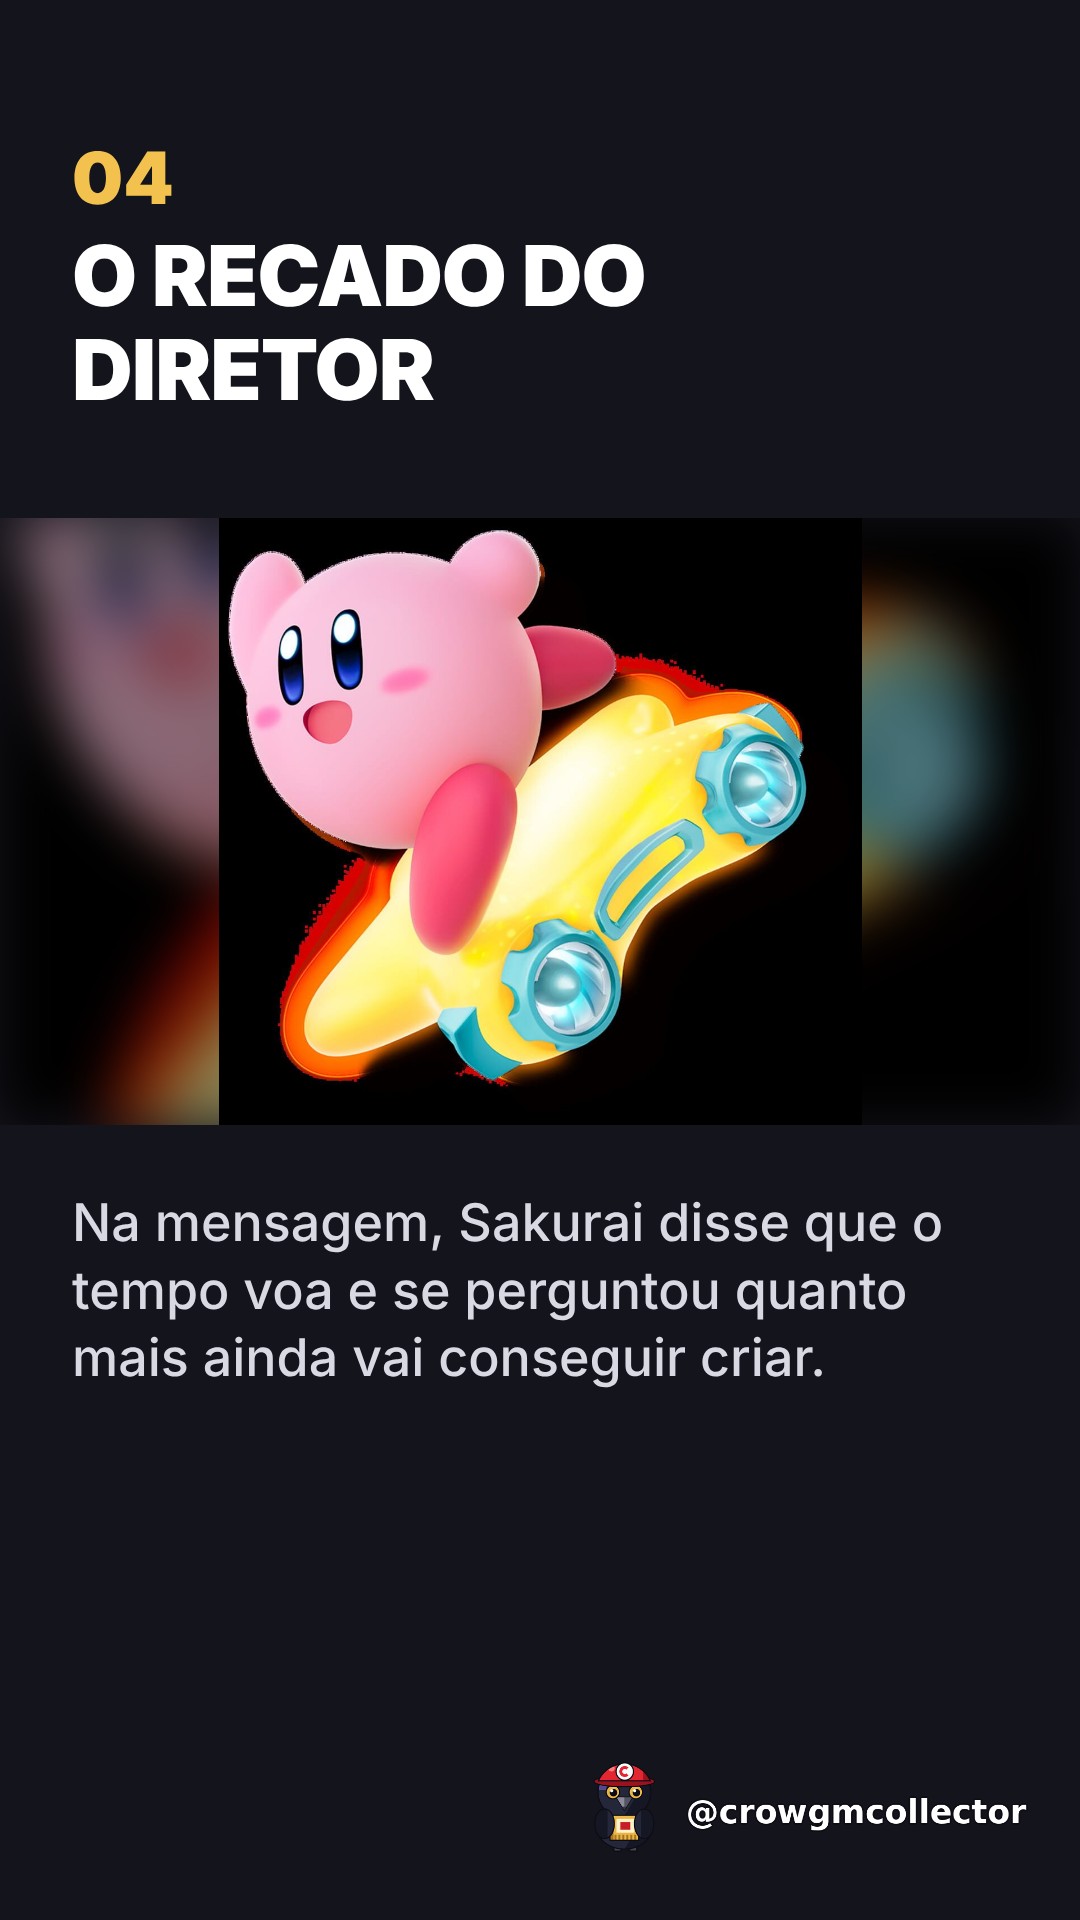 04
O RECADO DO
DIRETOR
Na mensagem, Sakurai disse que o
tempo voa e se perguntou quanto
mais ainda vai conseguir criar.
C
@crowgmcollector